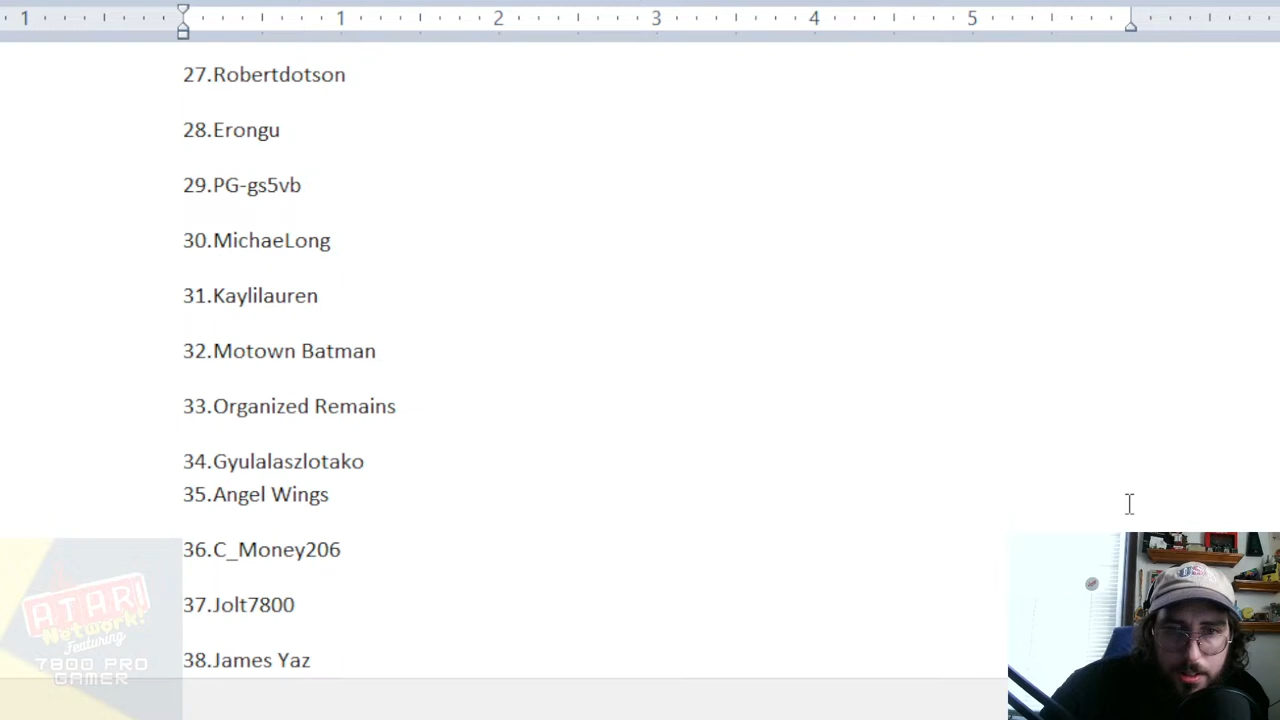 1 1 2 3 4 5
27.Robertdotson
28.Erongu
29.PG-gs5vb
30.MichaeLong
31.Kaylilauren
32.Motown Batman
33.Organized Remains
34.Gyulalaszlotako
35.Angel Wings
36.C_Money206
37.Jolt7800
38.James Yaz
ATARI
Network!
Featuring
7800 PRO
GAMER